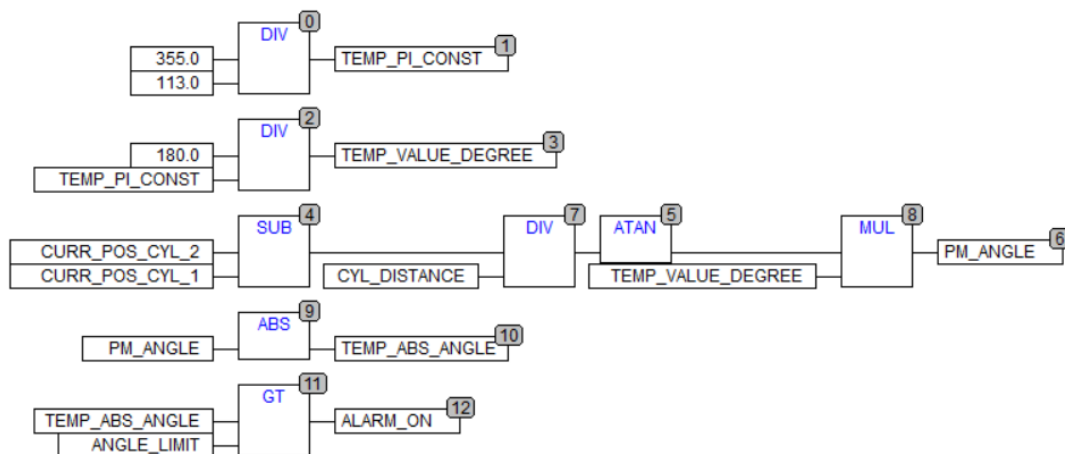 DIV 0
355.0 TEMP_PI_CONST 1
113.0
DIV 2
180.0 TEMP_VALUE_DEGREE 3
TEMP_PI_CONST
SUB 4 DIV 7 ATAN 5 MUL 8
CURR_POS_CYL_2 PM_ANGLE 6
CURR_POS_CYL_1 CYL_DISTANCE TEMP_VALUE_DEGREE
ABS 9
PM_ANGLE TEMP_ABS_ANGLE 10
GT 11
TEMP_ABS_ANGLE ALARM_ON 12
ANGLE_LIMIT